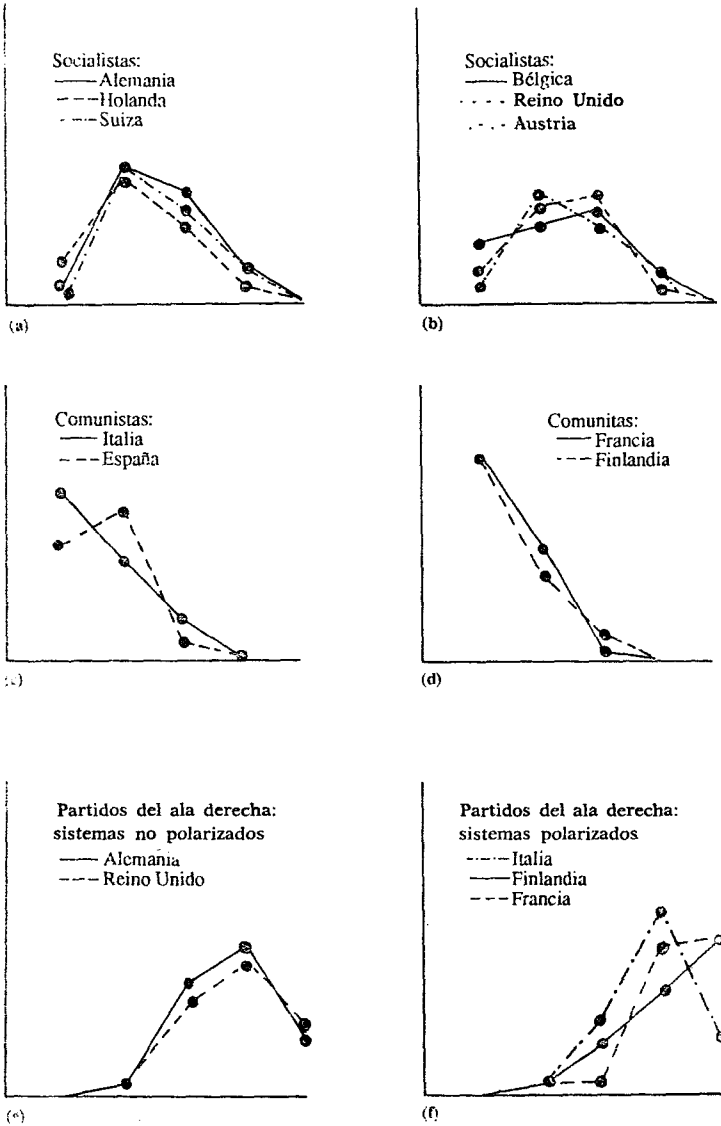 Socialistas:
Alemania
Holanda
Suiza
(a)
Socialistas:
Bélgica
Reino Unido
Austria
(b)
Comunistas:
Italia
España
(c)
Comunitas:
Francia
Finlandia
(d)
Partidos del ala derecha:
sistemas no polarizados
Alemania
Reino Unido
(e)
Partidos del ala derecha:
sistemas polarizados
Italia
Finlandia
Francia
(f)